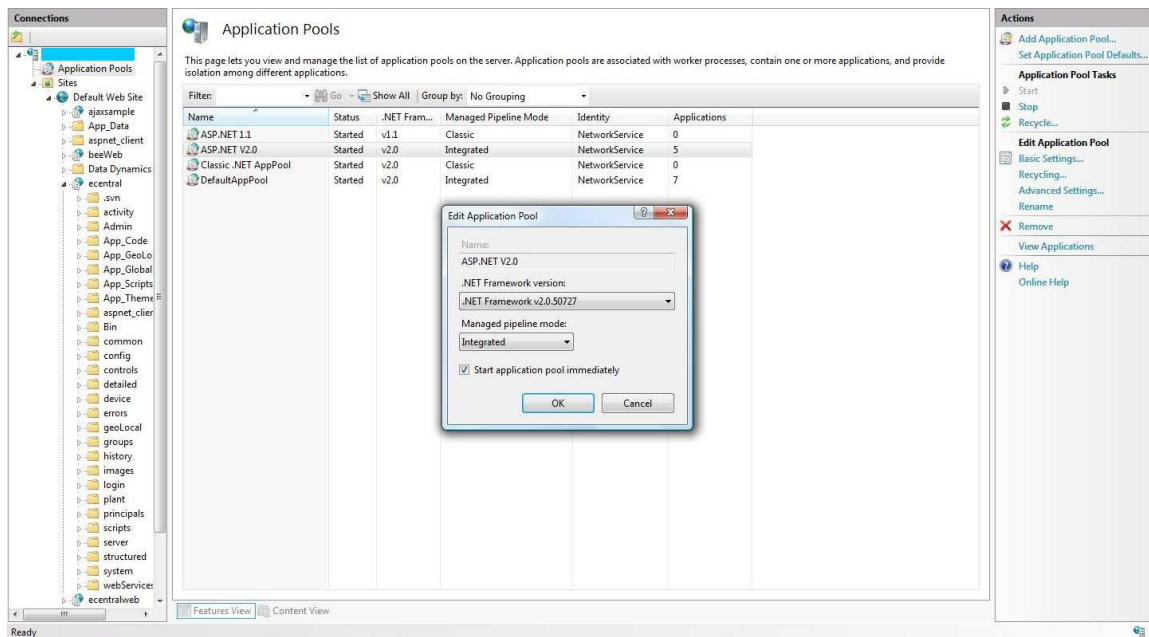 Connections
Application Pools
Sites
Default Web Site
ajaxsample
App_Data
aspnet_client
beeWeb
Data Dynamics
ecentral
.svn
activity
Admin
App_Code
App_GeoLo
App_Global
App_Scripts
App_Theme
aspnet_clier
Bin
common
config
controls
detailed
device
errors
geoLocal
groups
history
images
login
plant
principals
scripts
server
structured
system
webServices
ecentralweb
Application Pools
This page lets you view and manage the list of application pools on the server. Application pools are associated with worker processes, contain one or more applications, and provide
isolation among different applications.
Filter: Go Show All Group by: No Grouping
Name Status .NET Fram... Managed Pipeline Mode Identity Applications
ASP.NET 1.1 Started v1.1 Classic NetworkService 0
ASP.NET V2.0 Started v2.0 Integrated NetworkService 5
Classic .NET AppPool Started v2.0 Classic NetworkService 0
DefaultAppPool Started v2.0 Integrated NetworkService 7
Edit Application Pool
Name:
ASP.NET V2.0
.NET Framework version:
.NET Framework v2.0.50727
Managed pipeline mode:
Integrated
Start application pool immediately
OK Cancel
Features View Content View
Actions
Add Application Pool...
Set Application Pool Defaults...
Application Pool Tasks
Start
Stop
Recycle...
Edit Application Pool
Basic Settings...
Recycling...
Advanced Settings...
Rename
Remove
View Applications
Help
Online Help
Ready